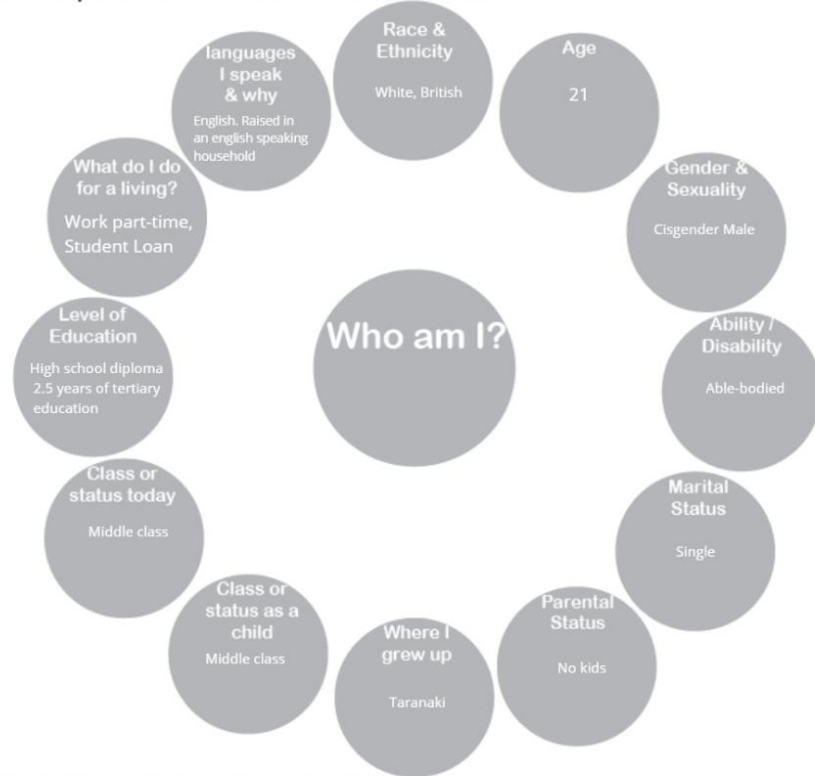 Race &
Ethnicity
White, British
Age
21
Gender &
Sexuality
Cisgender Male
Ability /
Disability
Able-bodied
Marital
Status
Single
Parental
Status
No kids
Where I
grew up
Taranaki
Class or
status as a
child
Middle class
Class or
status today
Middle class
Level of
Education
High school diploma
2.5 years of tertiary
education
What do I do
for a living?
Work part-time,
Student Loan
languages
I speak
& why
English. Raised in
an english speaking
household
Who am I?